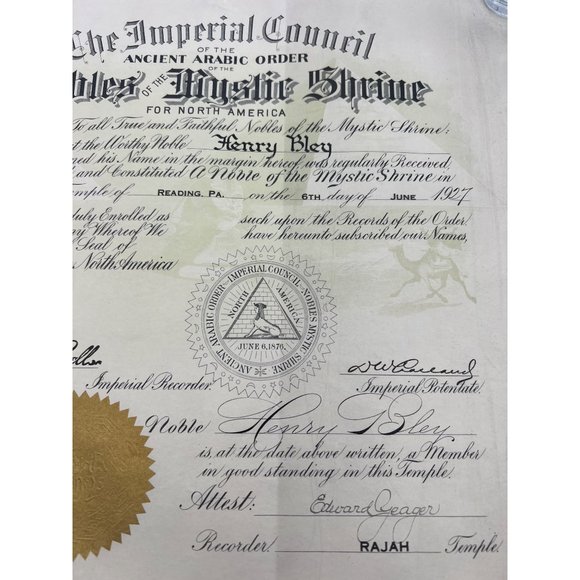 The Imperial Council
OF THE
ANCIENT ARABIC ORDER
OF THE
bles OF THE Mystic Shrine
FOR NORTH AMERICA
To all True and Faithful Nobles of the Mystic Shrine:
t the Worthy Noble Henry Bley
ed his Name in the margin hereof, was regularly Received,
and Constituted A Noble of the Mystic Shrine in
emple of READING, PA. on the 6TH day of JUNE 1927
duly Enrolled as such upon the Records of the Order.
ny Whereof We have hereunto subscribed our Names,
Seal of
North America
ANCIENT ARABIC ORDER · IMPERIAL COUNCIL · NOBLES MYSTIC SHRINE
NORTH AMERICA
JUNE 6, 1876.
Imperial Recorder. Imperial Potentate.
Noble Henry Bley
is, at the date above written, a Member
in good standing in this Temple.
Attest: Edward Yeager
Recorder. RAJAH Temple.